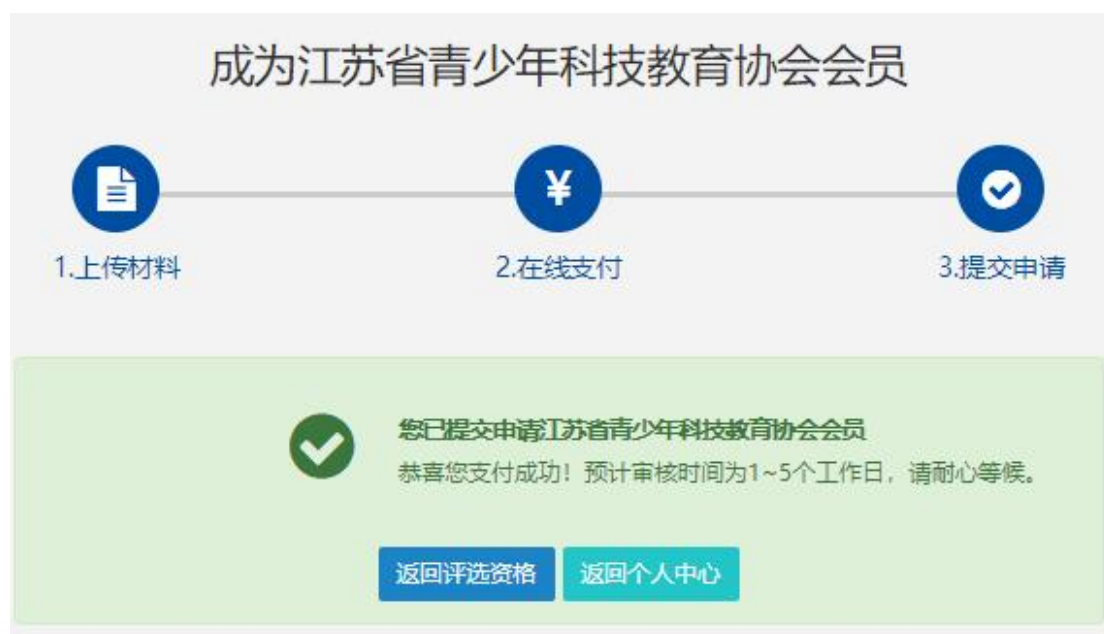 成为江苏省青少年科技教育协会会员
¥
1.上传材料
2.在线支付
3.提交申请
您已提交申请江苏省青少年科技教育协会会员
恭喜您支付成功！预计审核时间为1~5个工作日，请耐心等候。
返回评选资格
返回个人中心